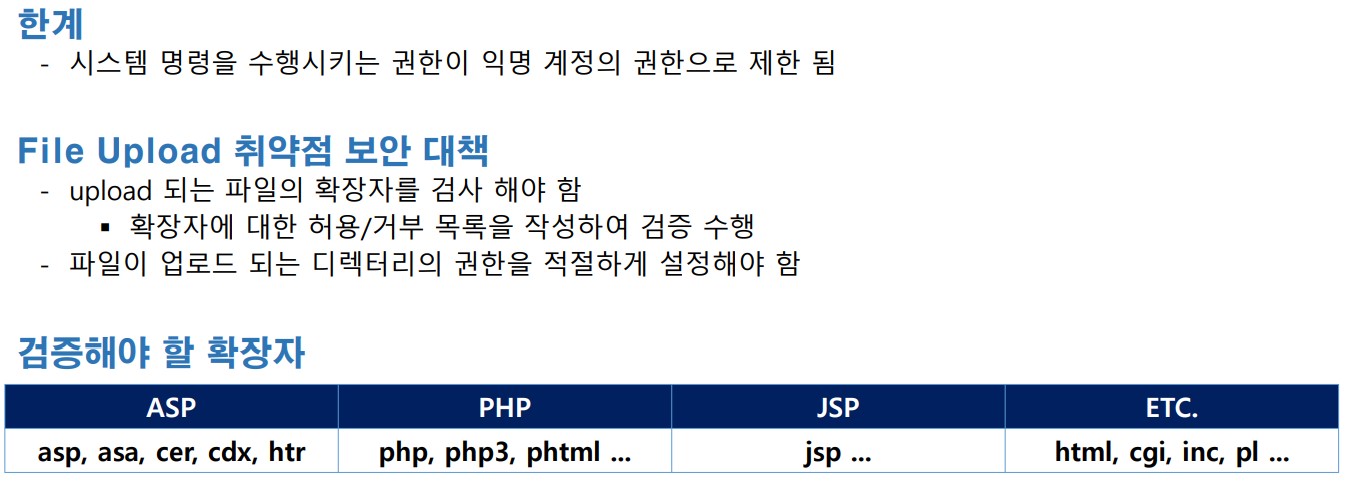 한계
- 시스템 명령을 수행시키는 권한이 익명 계정의 권한으로 제한 됨
File Upload 취약점 보안 대책
- upload 되는 파일의 확장자를 검사 해야 함
▪ 확장자에 대한 허용/거부 목록을 작성하여 검증 수행
- 파일이 업로드 되는 디렉터리의 권한을 적절하게 설정해야 함
검증해야 할 확장자
ASP PHP JSP ETC.
asp, asa, cer, cdx, htr php, php3, phtml ... jsp ... html, cgi, inc, pl ...